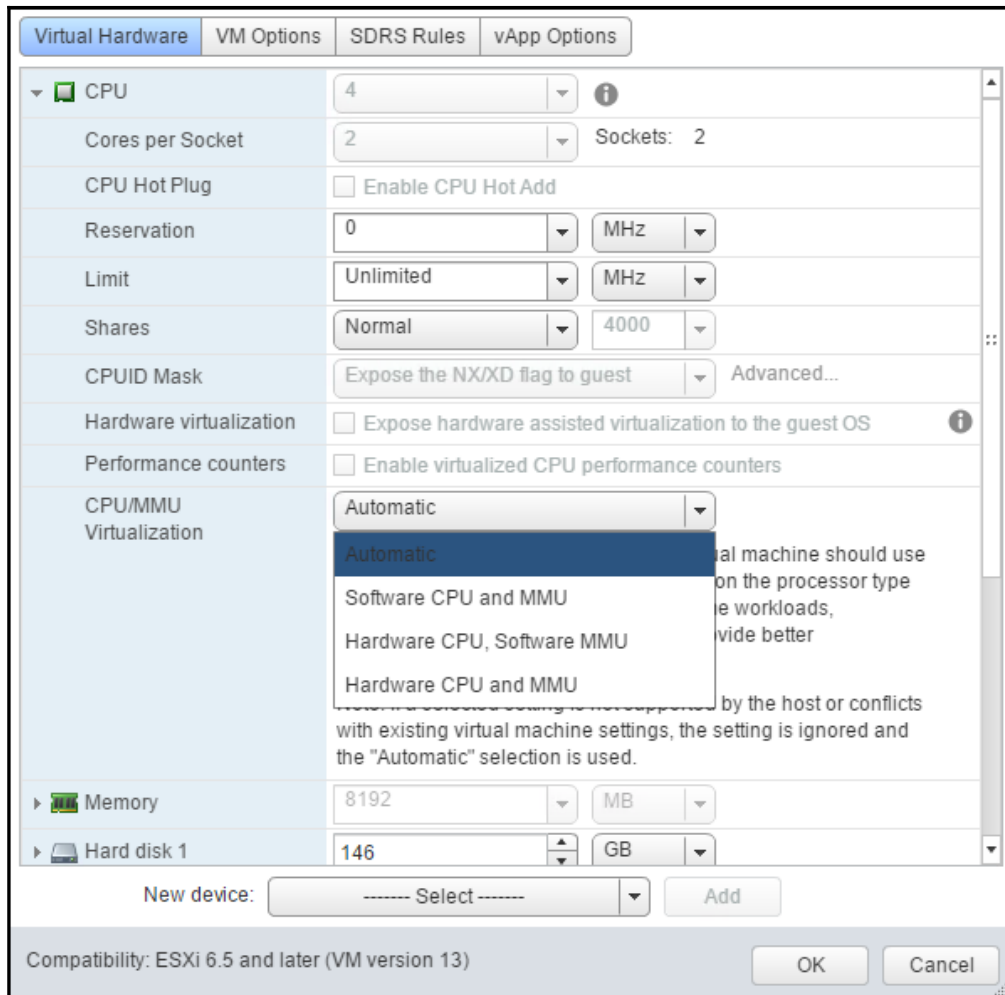 Virtual Hardware VM Options SDRS Rules vApp Options
CPU 4
Cores per Socket 2 Sockets: 2
CPU Hot Plug Enable CPU Hot Add
Reservation 0 MHz
Limit Unlimited MHz
Shares Normal 4000
CPUID Mask Expose the NX/XD flag to guest Advanced...
Hardware virtualization Expose hardware assisted virtualization to the guest OS
Performance counters Enable virtualized CPU performance counters
CPU/MMU Automatic
Virtualization
Automatic
machine should use
on the processor type
Software CPU and MMU
workloads,
Hardware CPU, Software MMU
better
Hardware CPU and MMU
by the host or conflicts
with existing virtual machine settings, the setting is ignored and
the "Automatic" selection is used.
Memory 8192 MB
Hard disk 1 146 GB
New device: ------- Select ------- Add
Compatibility: ESXi 6.5 and later (VM version 13) OK Cancel